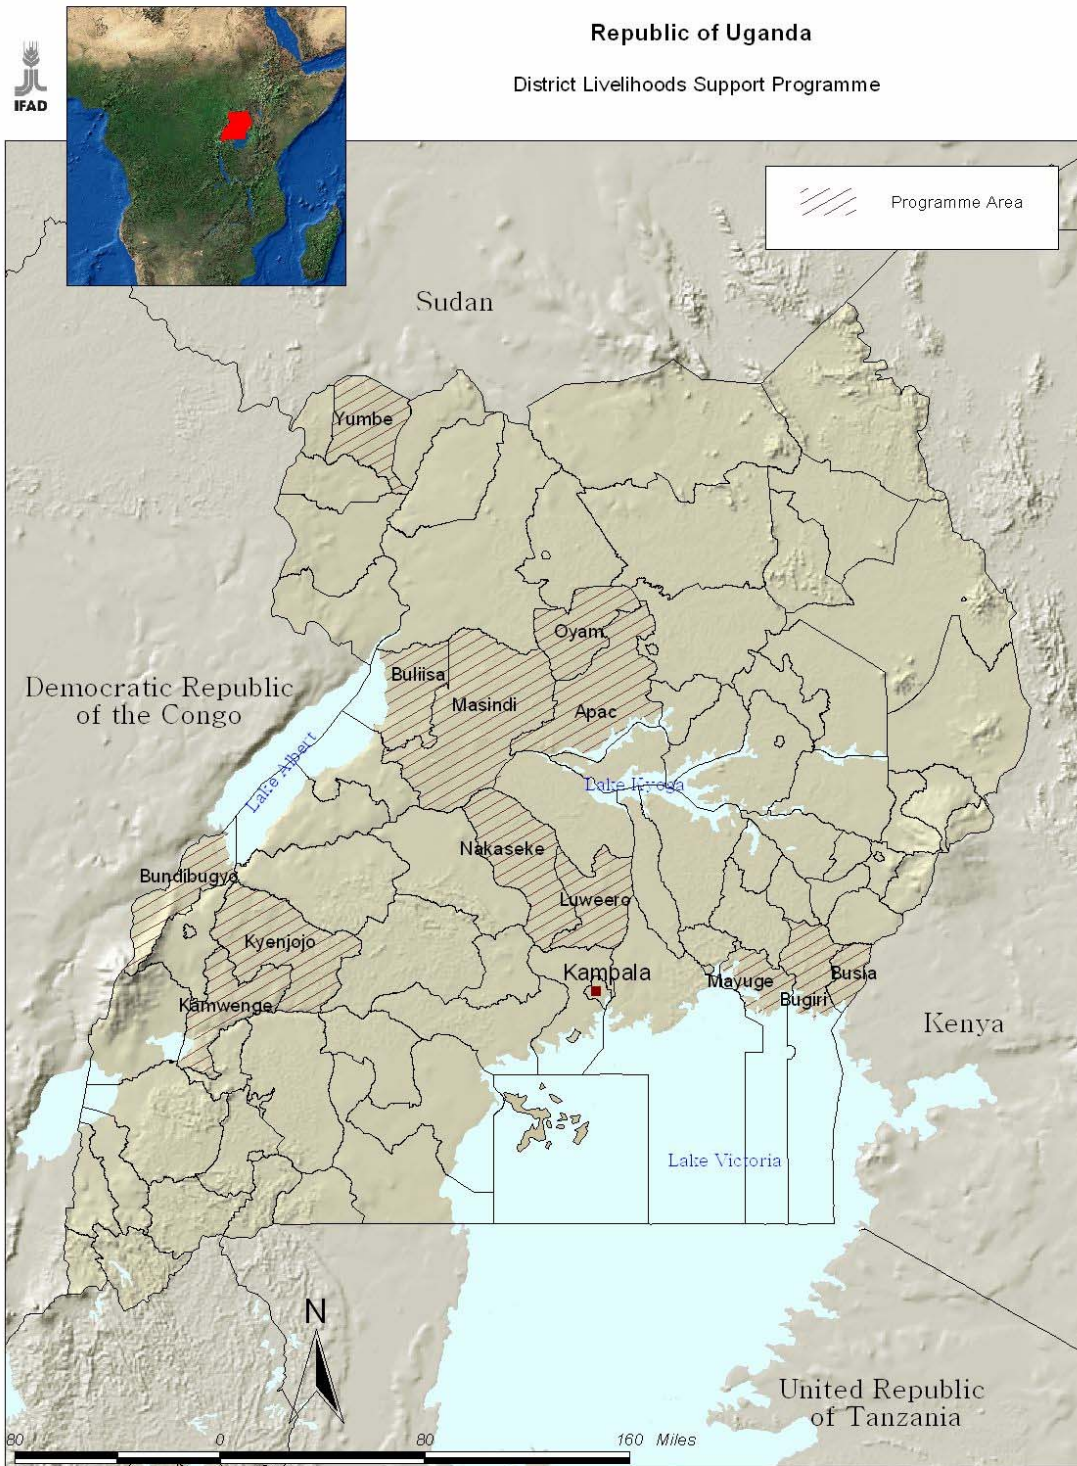 Republic of Uganda
IFAD
District Livelihoods Support Programme
Programme Area
Sudan
Yumbe
Oyam
Buliisa
Democratic Republic
of the Congo
Masindi
Apac
Lake Albert
Lake Kyoga
Nakaseke
Bundibugyo
Luweero
Kyenjojo
Kampala
Mayuge
Busia
Kamwenge
Bugiri
Kenya
Lake Victoria
N
United Republic
of Tanzania
80 0 80 160 Miles